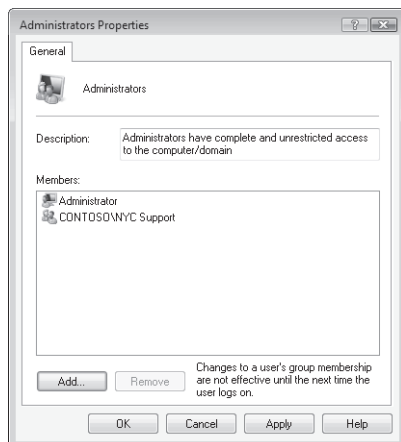 Administrators Properties
General
Administrators
Description:
Administrators have complete and unrestricted access
to the computer/domain
Members:
Administrator
CONTOSO\NYC Support
Add...
Remove
Changes to a user's group membership
are not effective until the next time the
user logs on.
OK
Cancel
Apply
Help